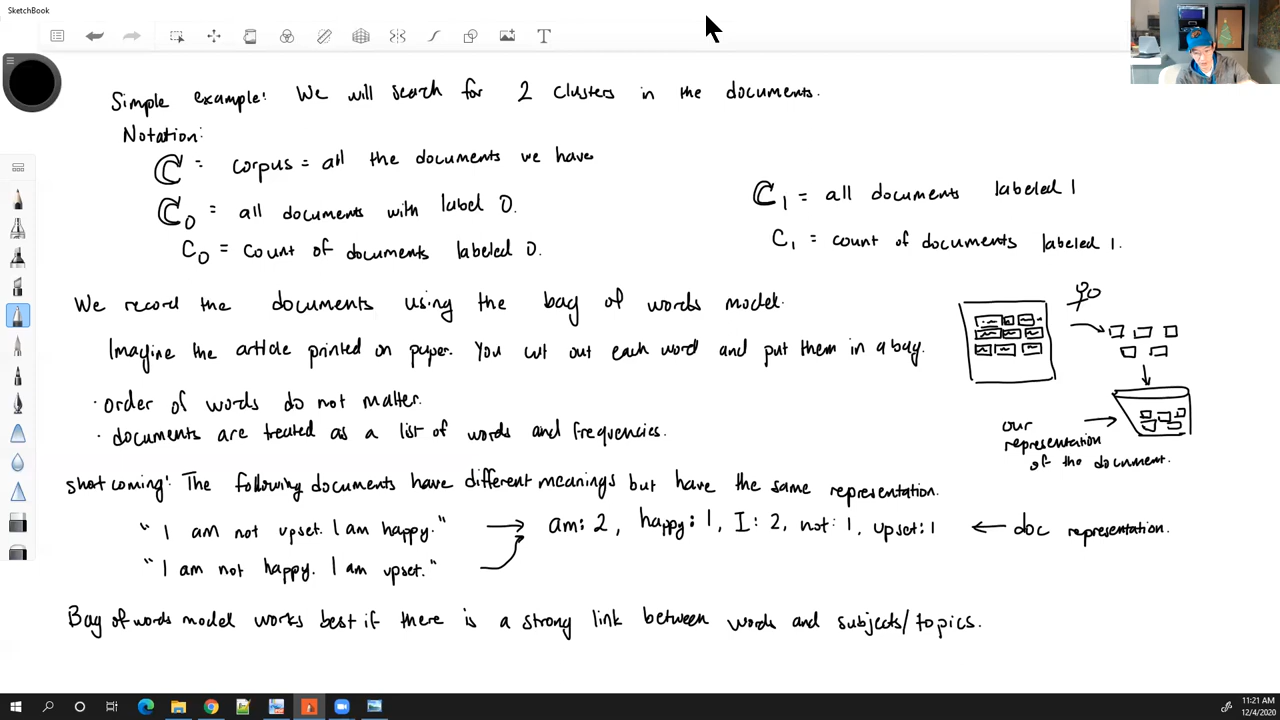 SketchBook
Simple example: We will search for 2 clusters in the documents.
Notation:
ℂ = corpus = all the documents we have
ℂ₀ = all documents with label 0.
ℂ₁ = all documents labeled 1
C₀ = count of documents labeled 0.
C₁ = count of documents labeled 1.
We record the documents using the bag of words model.
Imagine the article printed on paper. You cut out each word and put them in a bag.
· order of words do not matter.
· documents are treated as a list of words and frequencies.
our
representation
of the document.
short coming: The following documents have different meanings but have the same representation.
"I am not upset. I am happy." → am: 2, happy: 1, I: 2, not: 1, upset: 1 ← doc representation.
"I am not happy. I am upset."
Bag of words model works best if there is a strong link between words and subjects/topics.
11:21 AM
12/4/2020